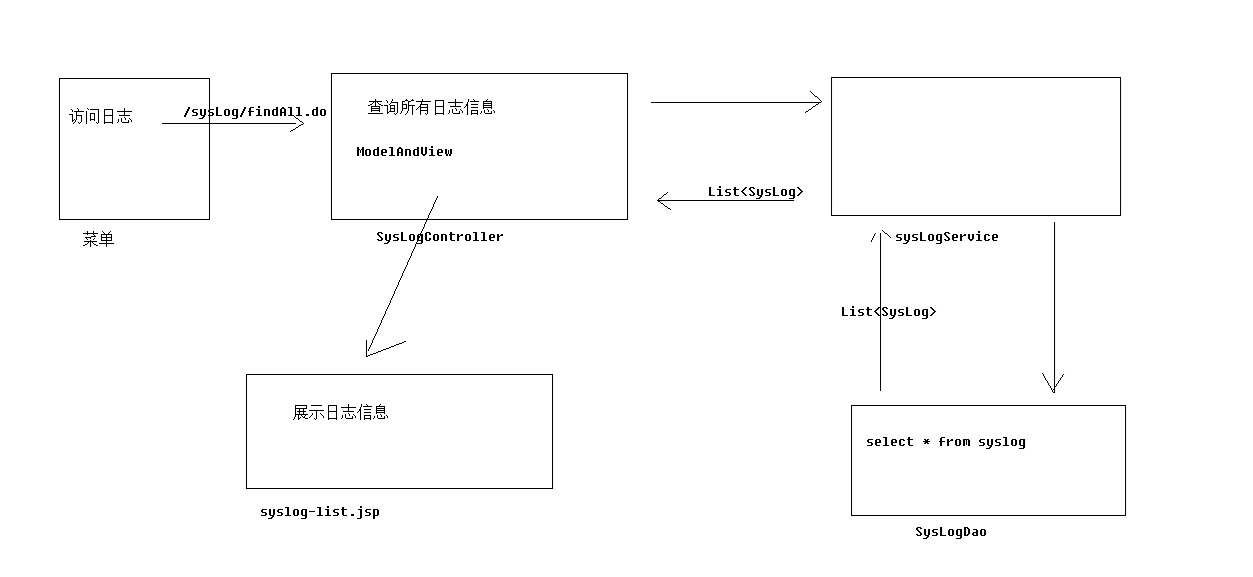 访问日志
/sysLog/findAll.do
查询所有日志信息
ModelAndView
List<SysLog>
菜单
SysLogController
sysLogService
List<SysLog>
展示日志信息
select * from syslog
syslog-list.jsp
SysLogDao